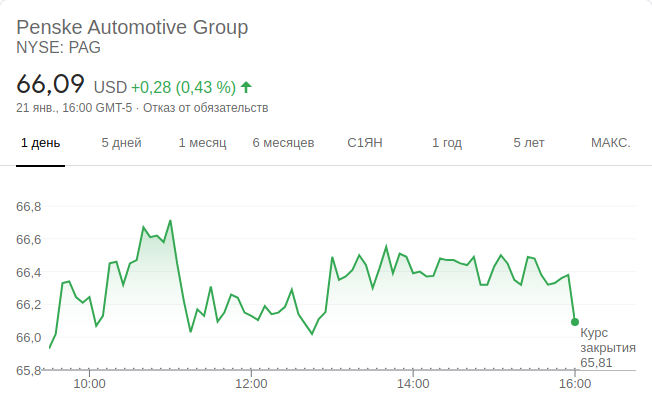 Penske Automotive Group
NYSE: PAG
66,09 USD +0,28 (0,43 %)
21 янв., 16:00 GMT-5 · Отказ от обязательств
1 день 5 дней 1 месяц 6 месяцев С1ЯН 1 год 5 лет МАКС.
66,8
66,6
66,4
66,2
66,0
Курс
закрытия
65,81
65,8
10:00 12:00 14:00 16:00